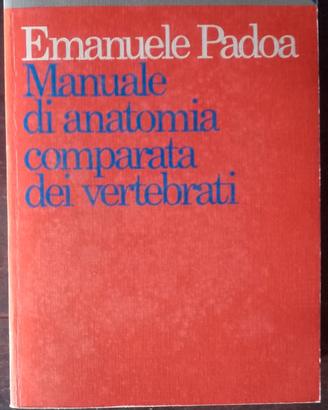 Emanuele Padoa
Manuale
di anatomia
comparata
dei vertebrati